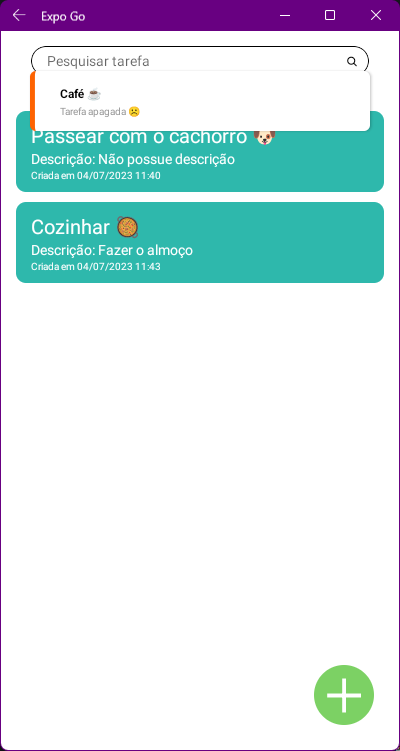 Expo Go
Pesquisar tarefa
Café ☕
Tarefa apagada ☹️
Passear com o cachorro 🐶
Descrição: Não possue descrição
Criada em 04/07/2023 11:40
Cozinhar 🥘
Descrição: Fazer o almoço
Criada em 04/07/2023 11:43